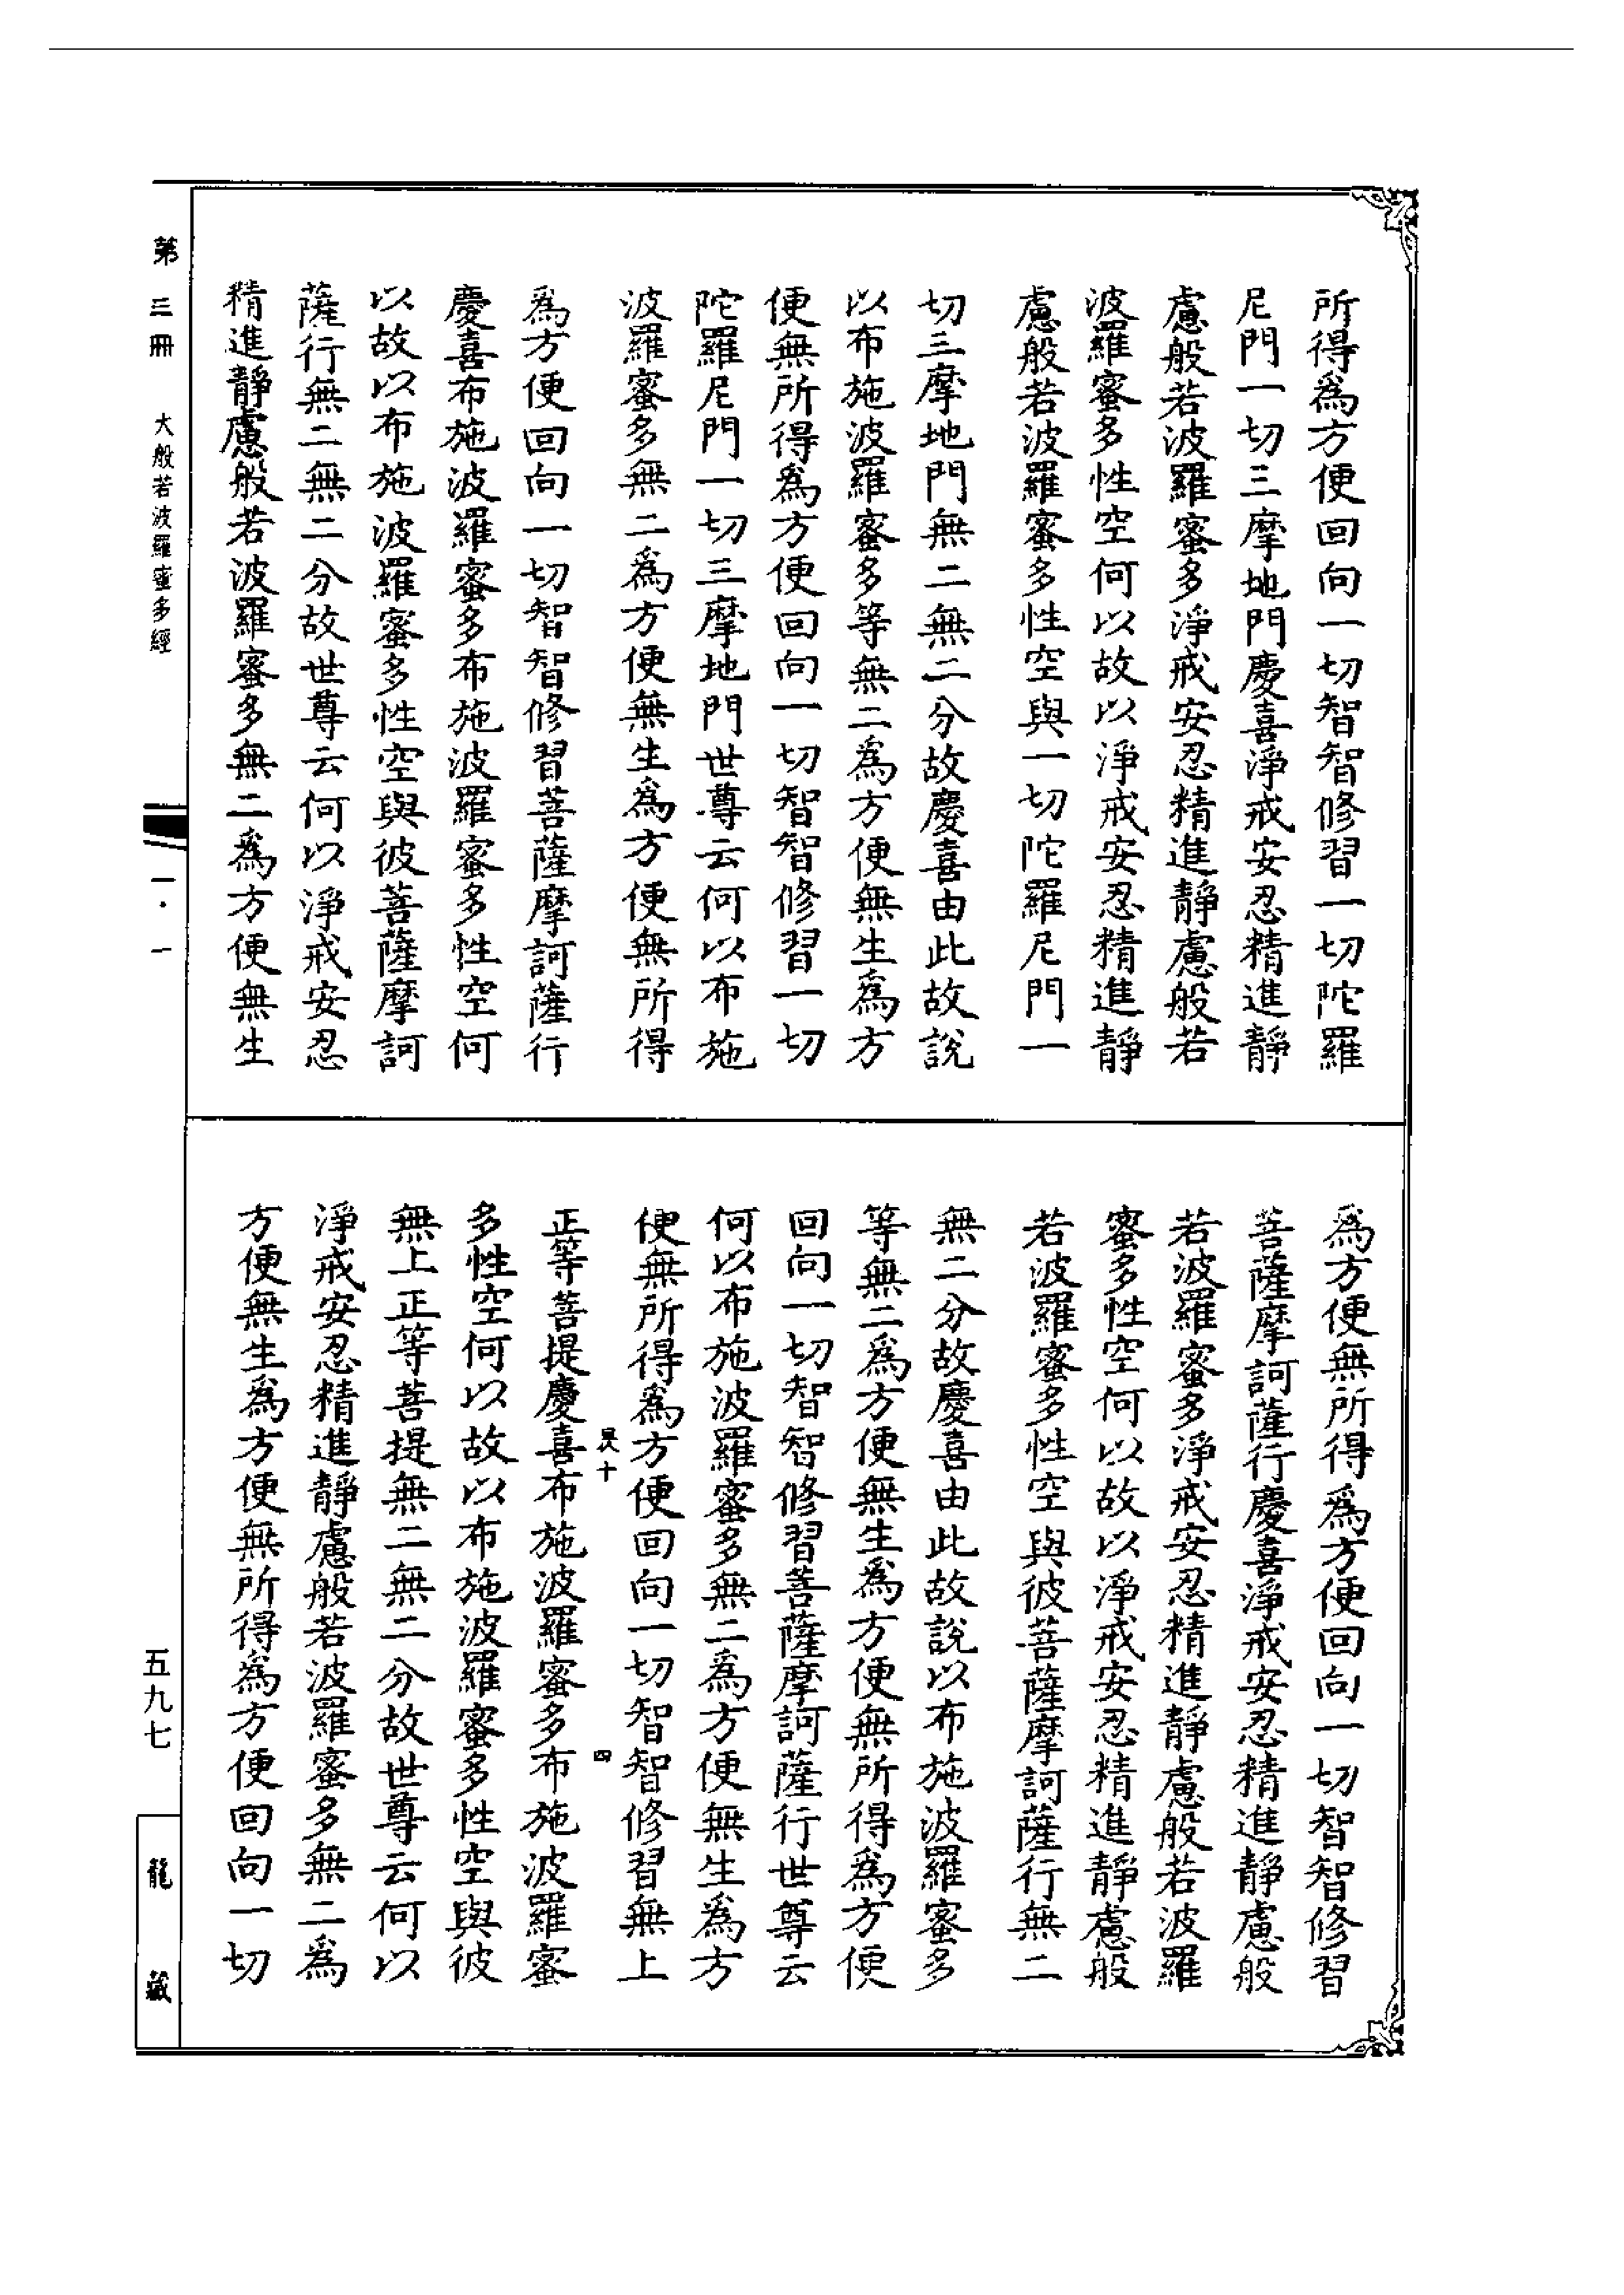 所得爲方便回向一切智智修習一切陀羅
尼門一切三摩地門慶喜淨戒安忍精進靜
慮般若波羅蜜多淨戒安忍精進靜慮般若
波羅蜜多性空何以故以淨戒安忍精進靜
慮般若波羅蜜多性空與一切陀羅尼門一
切三摩地門無二無二分故慶喜由此故說
以布施波羅蜜多等無二爲方便無生爲方
便無所得爲方便回向一切智智修習一切
陀羅尼門一切三摩地門世尊云何以布施
波羅蜜多無二爲方便無生爲方便無所得
爲方便回向一切智智修習菩薩摩訶薩行
慶喜布施波羅蜜多布施波羅蜜多性空何
以故以布施波羅蜜多性空與彼菩薩摩訶
薩行無二無二分故世尊云何以淨戒安忍
精進靜慮般若波羅蜜多無二爲方便無生
爲方便無所得爲方便回向一切智智修習
菩薩摩訶薩行慶喜淨戒安忍精進靜慮般
若波羅蜜多淨戒安忍精進靜慮般若波羅
蜜多性空何以故以淨戒安忍精進靜慮般
若波羅蜜多性空與彼菩薩摩訶薩行無二
無二分故慶喜由此故說以布施波羅蜜多
等無二爲方便無生爲方便無所得爲方便
回向一切智智修習菩薩摩訶薩行世尊云
何以布施波羅蜜多無二爲方便無生爲方
便無所得爲方便回向一切智智修習無上
昃十 四
正等菩提慶喜布施波羅蜜多布施波羅蜜
多性空何以故以布施波羅蜜多性空與彼
無上正等菩提無二無二分故世尊云何以
淨戒安忍精進靜慮般若波羅蜜多無二爲
方便無生爲方便無所得爲方便回向一切
第三冊 大般若波羅蜜多經 一·一
五九七
龍藏